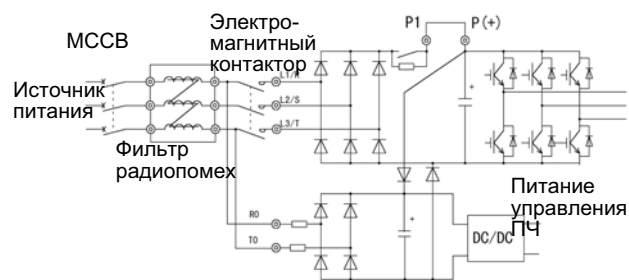 Электро-
магнитный
контактор
P1 P(+)
MCCB
L1/R
L2/S
L3/T
Источник
питания
Фильтр
радиопомех
R0
T0
DC/DC
Питание
управления
ПЧ